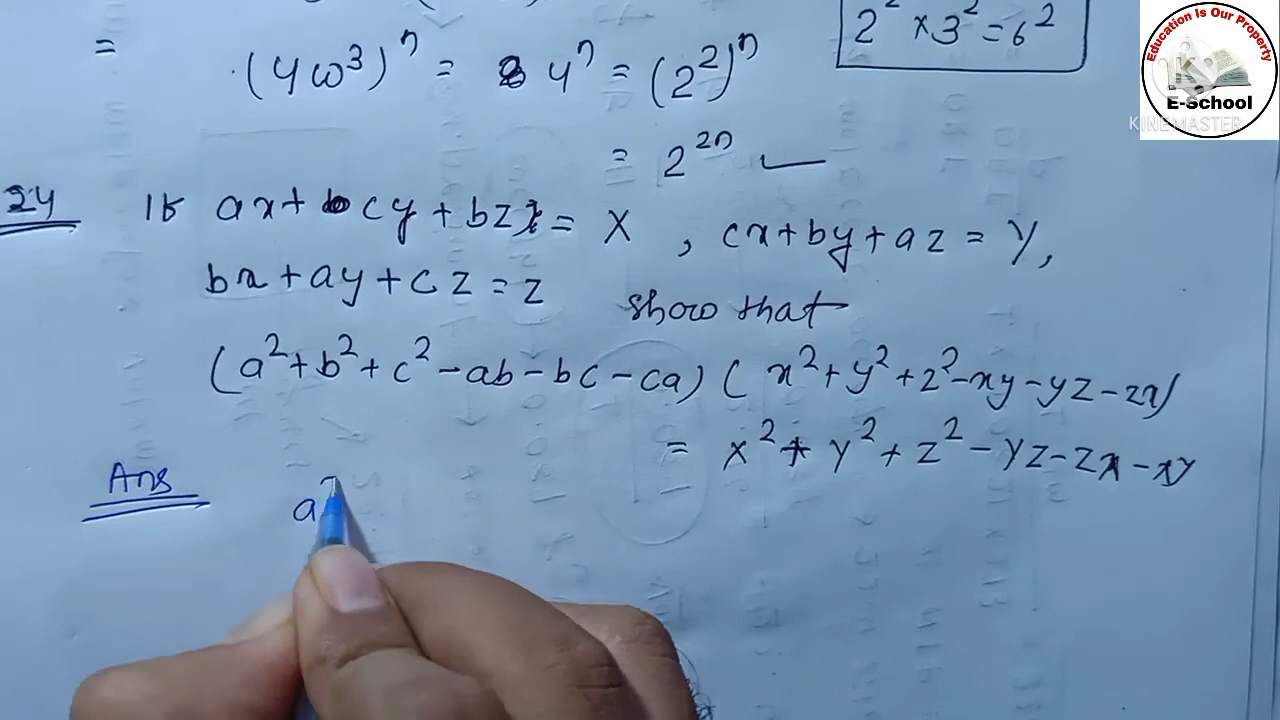 2² × 3² = 6²
Education Is Our Property
K
E-School
KINEMASTER
= (4ω³)ⁿ = 4ⁿ = (2²)ⁿ
= 2²ⁿ
24 If ax + cy + bz = X , cx + by + az = Y,
bx + ay + cz = z show that
(a² + b² + c² - ab - bc - ca) ( x² + y² + z² - xy - yz - zx)
= x² + y² + z² - yz - zx - xy
Ans a²